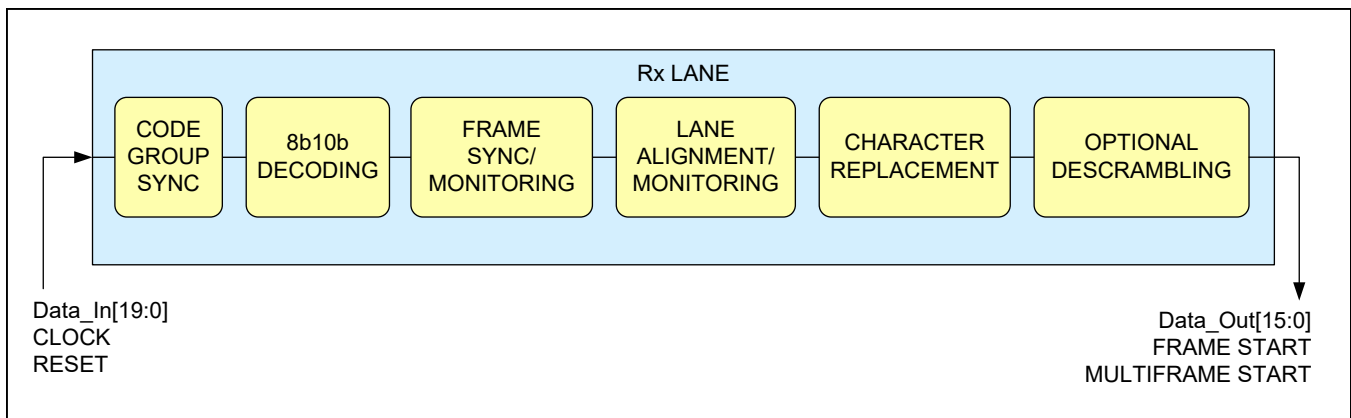 Rx LANE
CODE
GROUP
SYNC
8b10b
DECODING
FRAME
SYNC/
MONITORING
LANE
ALIGNMENT/
MONITORING
CHARACTER
REPLACEMENT
OPTIONAL
DESCRAMBLING
Data_In[19:0]
CLOCK
RESET
Data_Out[15:0]
FRAME START
MULTIFRAME START